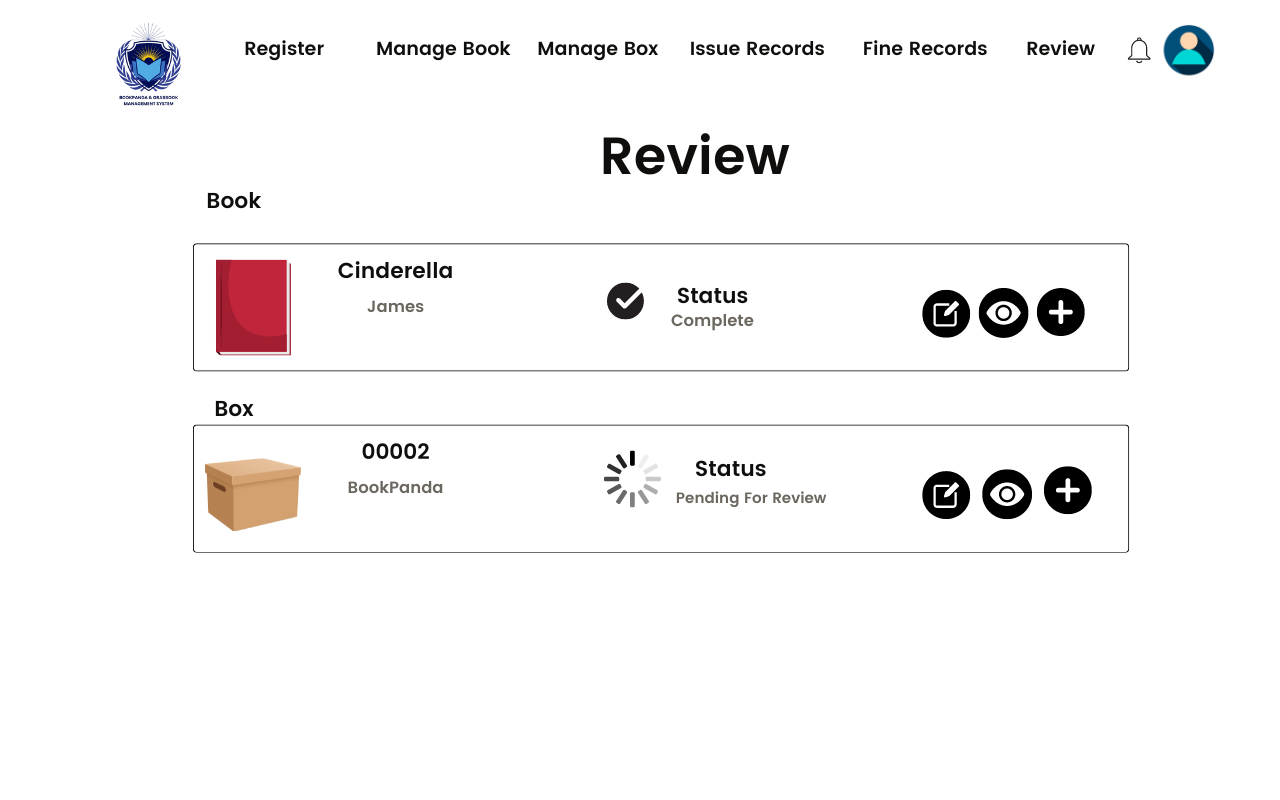 Register Manage Book Manage Box Issue Records Fine Records Review
BOOKPANDA & GRABBOOK
MANAGEMENT SYSTEM
Review
Book
Cinderella
James
Status
Complete
Box
00002
BookPanda
Status
Pending For Review